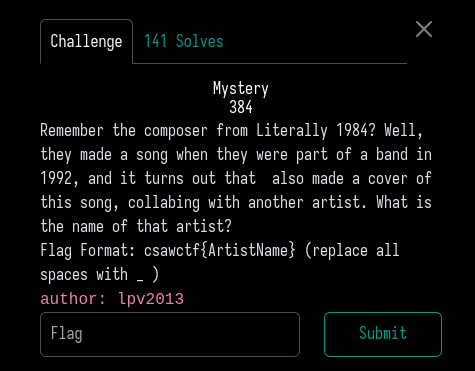 Challenge
141 Solves
Mystery
384
Remember the composer from Literally 1984? Well,
they made a song when they were part of a band in
1992, and it turns out that  also made a cover of
this song, collabing with another artist. What is
the name of that artist?
Flag Format: csawctf{ArtistName} (replace all
spaces with _ )
author: lpv2013
Flag
Submit